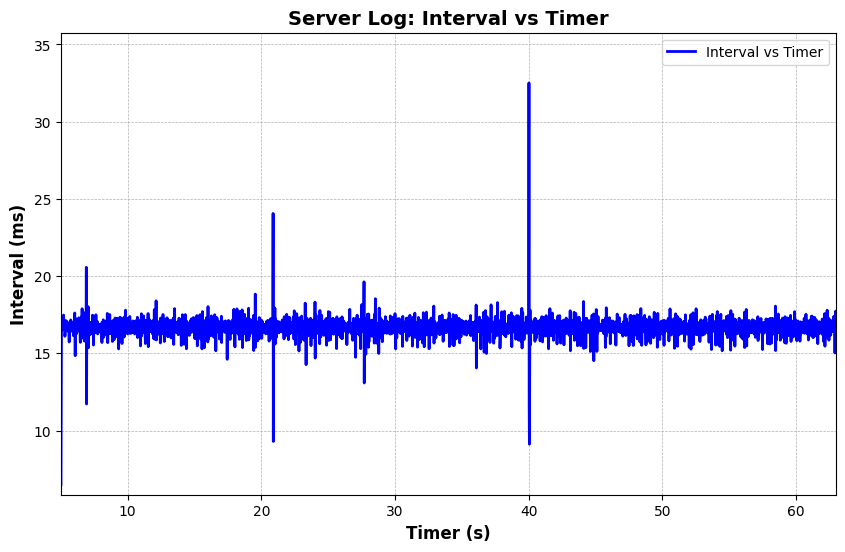 Server Log: Interval vs Timer
Interval vs Timer
35
30
25
20
15
10
Interval (ms)
10 20 30 40 50 60
Timer (s)